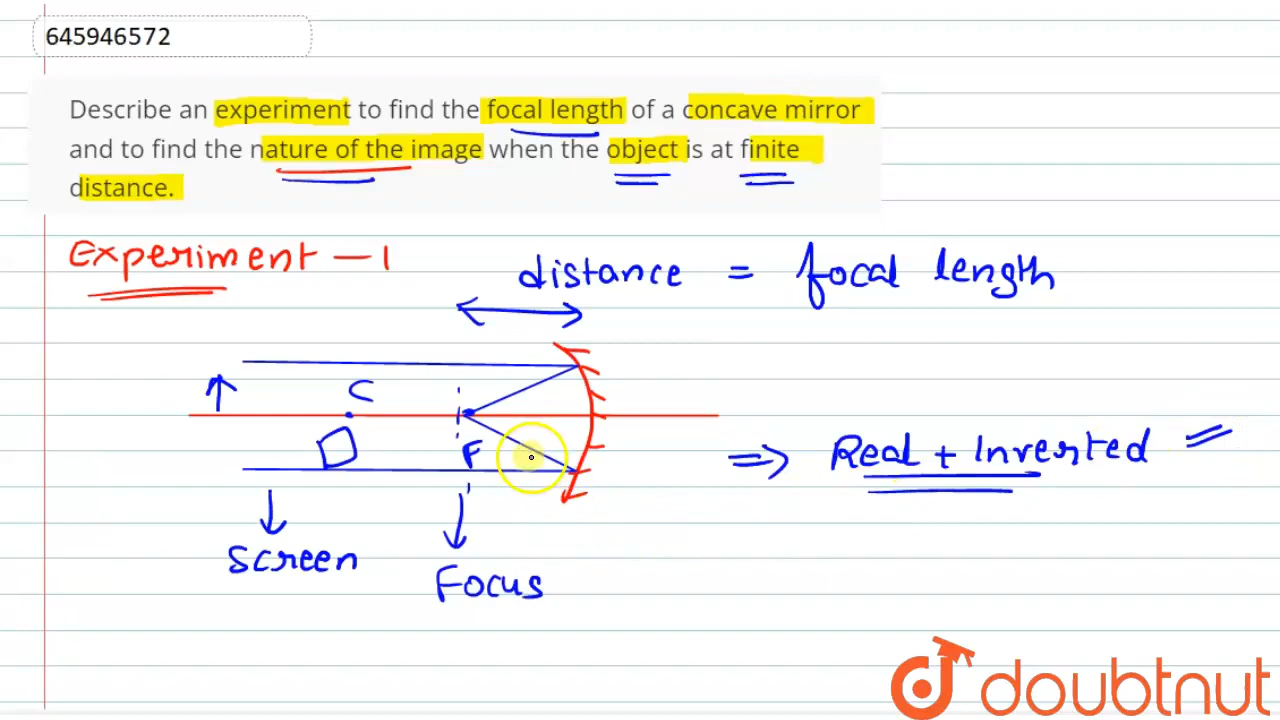 645946572
Describe an experiment to find the focal length of a concave mirror
and to find the nature of the image when the object is at finite
distance.
Experiment - 1
distance = focal length
C
F
⇒ Real + Inverted
Screen
Focus
doubtnut